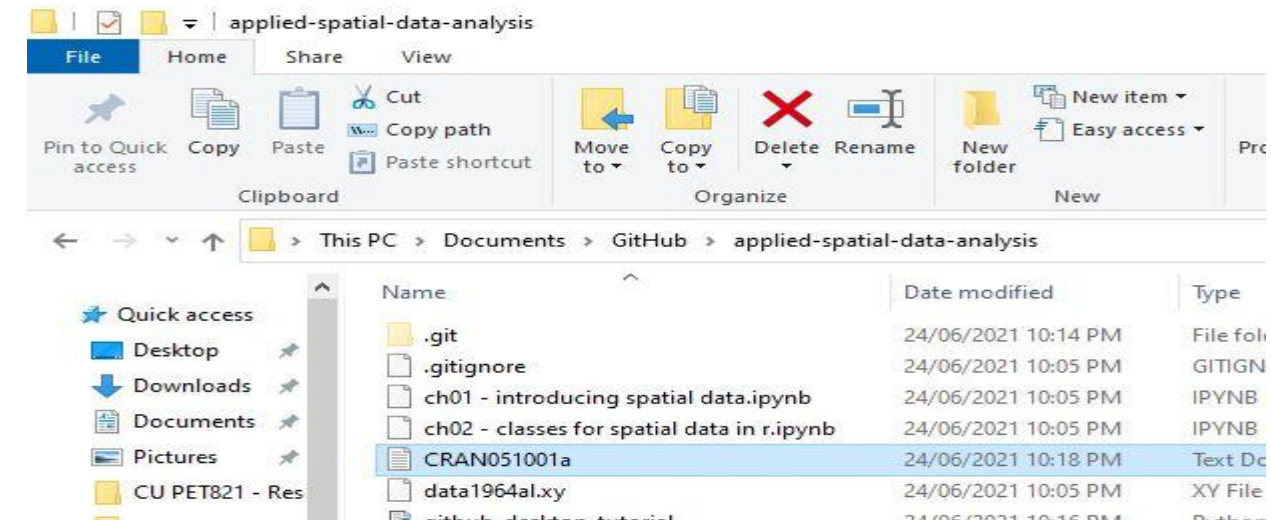 applied-spatial-data-analysis
File Home Share View
Pin to Quick access
Copy
Paste
Cut
Copy path
Paste shortcut
Move to
Copy to
Delete
Rename
New folder
New item
Easy access
Clipboard Organize New
This PC > Documents > GitHub > applied-spatial-data-analysis
Name Date modified Type
Quick access
Desktop
Downloads
Documents
Pictures
CU PET821 - Res
.git 24/06/2021 10:14 PM File fol
.gitignore 24/06/2021 10:05 PM GITIGN
ch01 - introducing spatial data.ipynb 24/06/2021 10:05 PM IPYNB
ch02 - classes for spatial data in r.ipynb 24/06/2021 10:05 PM IPYNB
CRAN051001a 24/06/2021 10:18 PM Text Do
data1964al.xy 24/06/2021 10:05 PM XY File